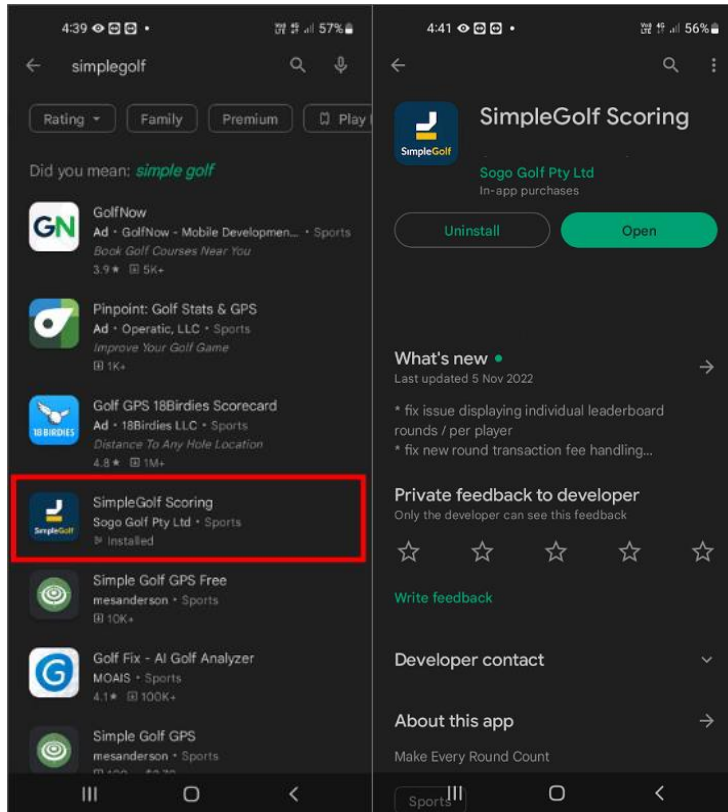 4:39
57%
simplegolf
Rating
Family
Premium
Play
Did you mean: simple golf
GN
GolfNow
Ad • GolfNow - Mobile Developmen... • Sports
Book Golf Courses Near You
3.9★ 5K+
Pinpoint: Golf Stats & GPS
Ad • Operatic, LLC • Sports
Improve Your Golf Game
1K+
18 BIRDIES
Golf GPS 18Birdies Scorecard
Ad • 18Birdies LLC • Sports
Distance To Any Hole Location
4.8★ 1M+
SimpleGolf
SimpleGolf Scoring
Sogo Golf Pty Ltd • Sports
Installed
Simple Golf GPS Free
mesanderson • Sports
10K+
G
Golf Fix - AI Golf Analyzer
MOAIS • Sports
4.1★ 100K+
Simple Golf GPS
mesanderson • Sports
4:41
56%
SimpleGolf
SimpleGolf Scoring
Sogo Golf Pty Ltd
In-app purchases
Uninstall
Open
What's new •
Last updated 5 Nov 2022
* fix issue displaying individual leaderboard
rounds / per player
* fix new round transaction fee handling...
Private feedback to developer
Only the developer can see this feedback
Write feedback
Developer contact
About this app
Make Every Round Count
Sports